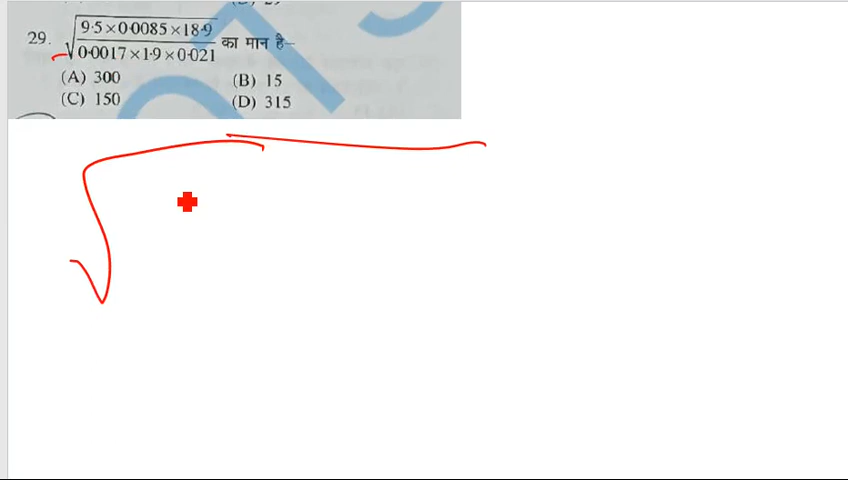 29. √(9·5×0·0085×18·9 / 0·0017×1·9×0·021) का मान है–
(A) 300 (B) 15
(C) 150 (D) 315